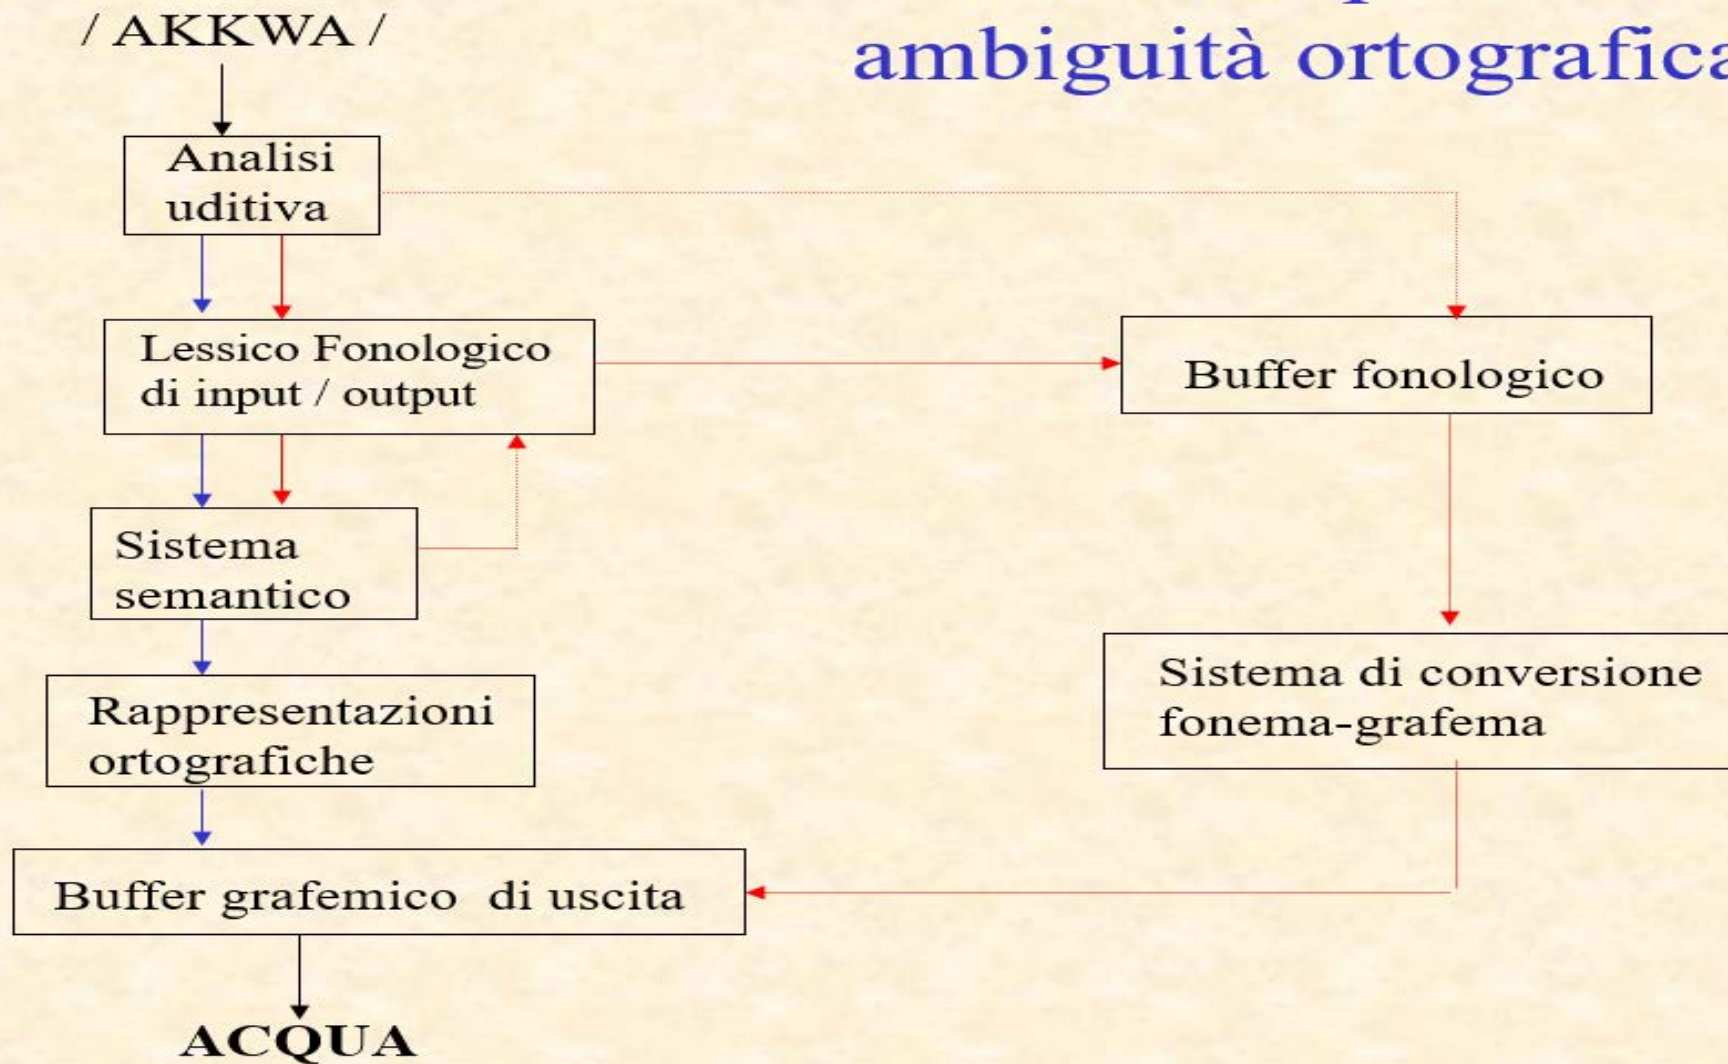 / AKKWA /
ambiguità ortografica
Analisi
uditiva
Lessico Fonologico
di input / output
Buffer fonologico
Sistema
semantico
Sistema di conversione
fonema-grafema
Rappresentazioni
ortografiche
Buffer grafemico di uscita
ACQUA